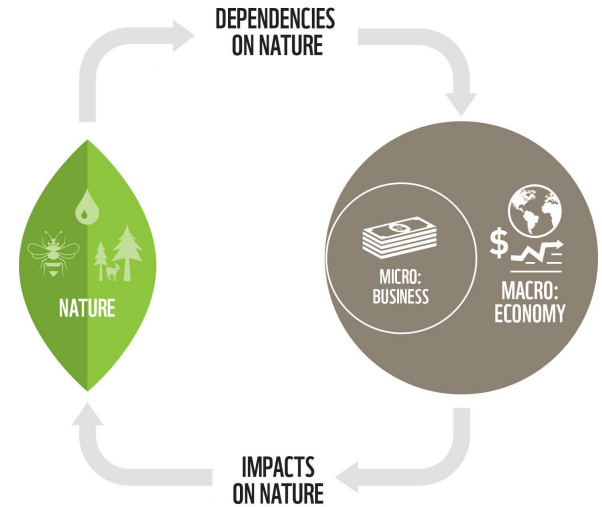 DEPENDENCIES
ON NATURE
NATURE
$
MICRO:
BUSINESS
MACRO:
ECONOMY
IMPACTS
ON NATURE